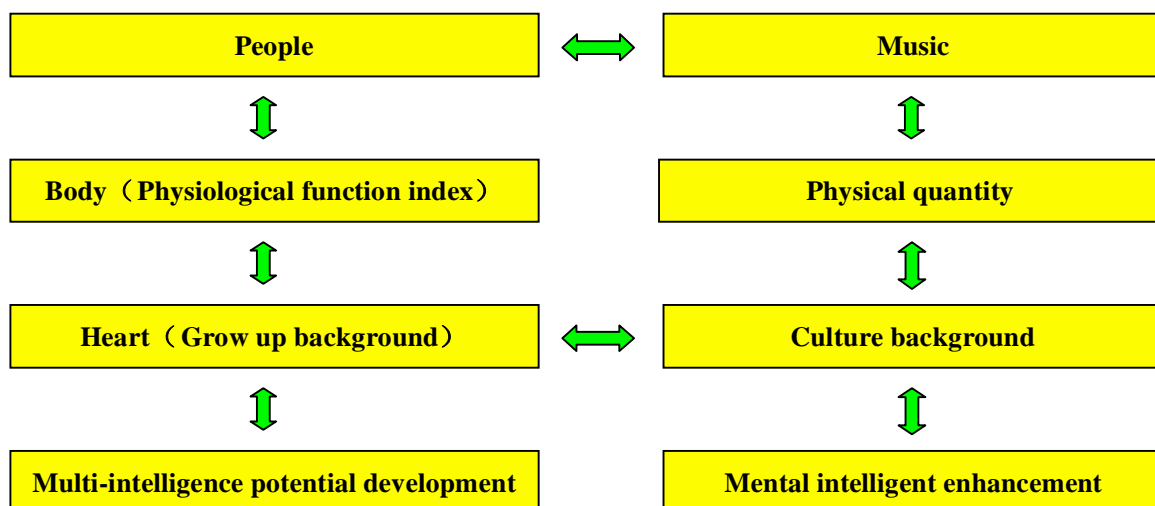 People
Music
Body（Physiological function index）
Physical quantity
Heart（Grow up background）
Culture background
Multi-intelligence potential development
Mental intelligent enhancement